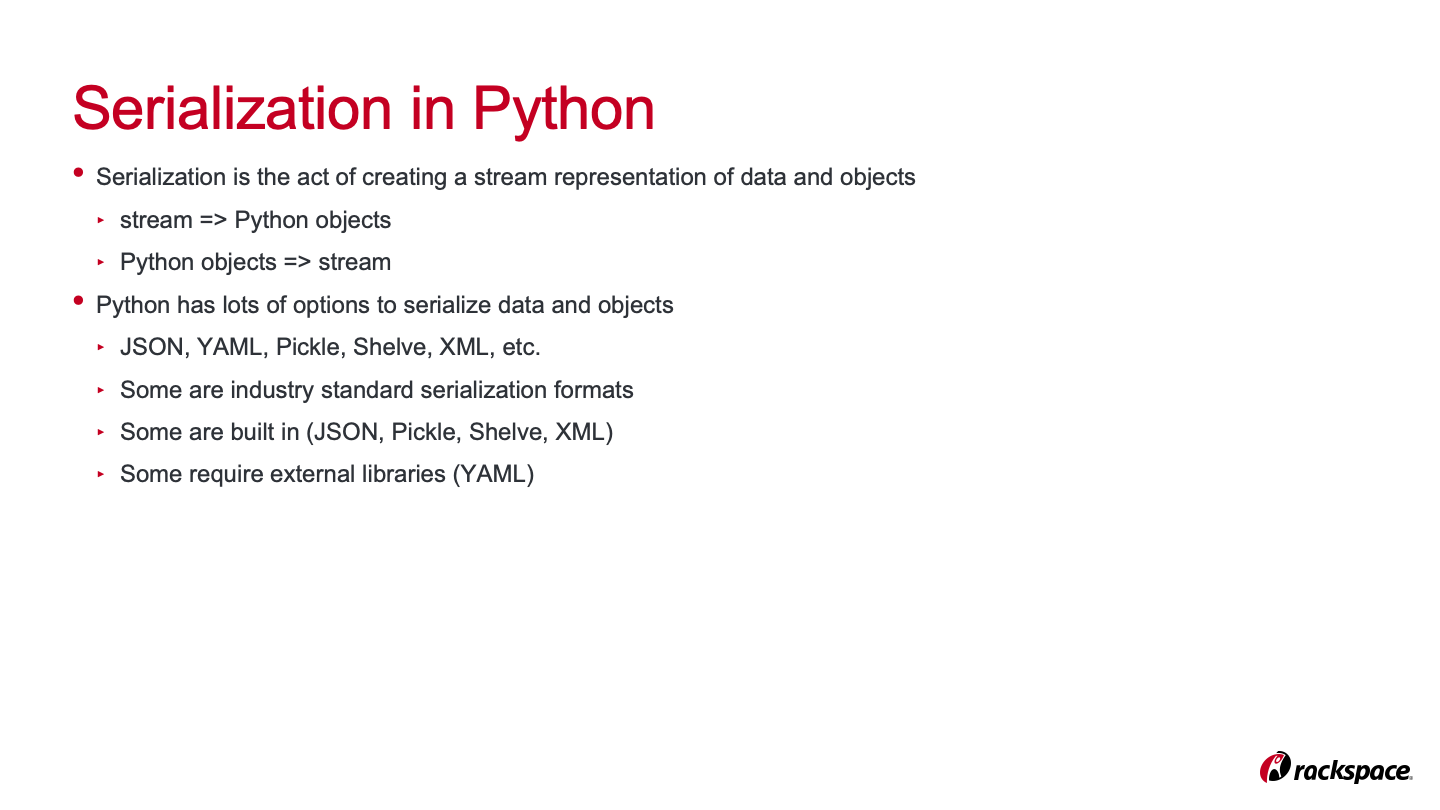 Serialization in Python
• Serialization is the act of creating a stream representation of data and objects
‣ stream => Python objects
‣ Python objects => stream
• Python has lots of options to serialize data and objects
‣ JSON, YAML, Pickle, Shelve, XML, etc.
‣ Some are industry standard serialization formats
‣ Some are built in (JSON, Pickle, Shelve, XML)
‣ Some require external libraries (YAML)
rackspace